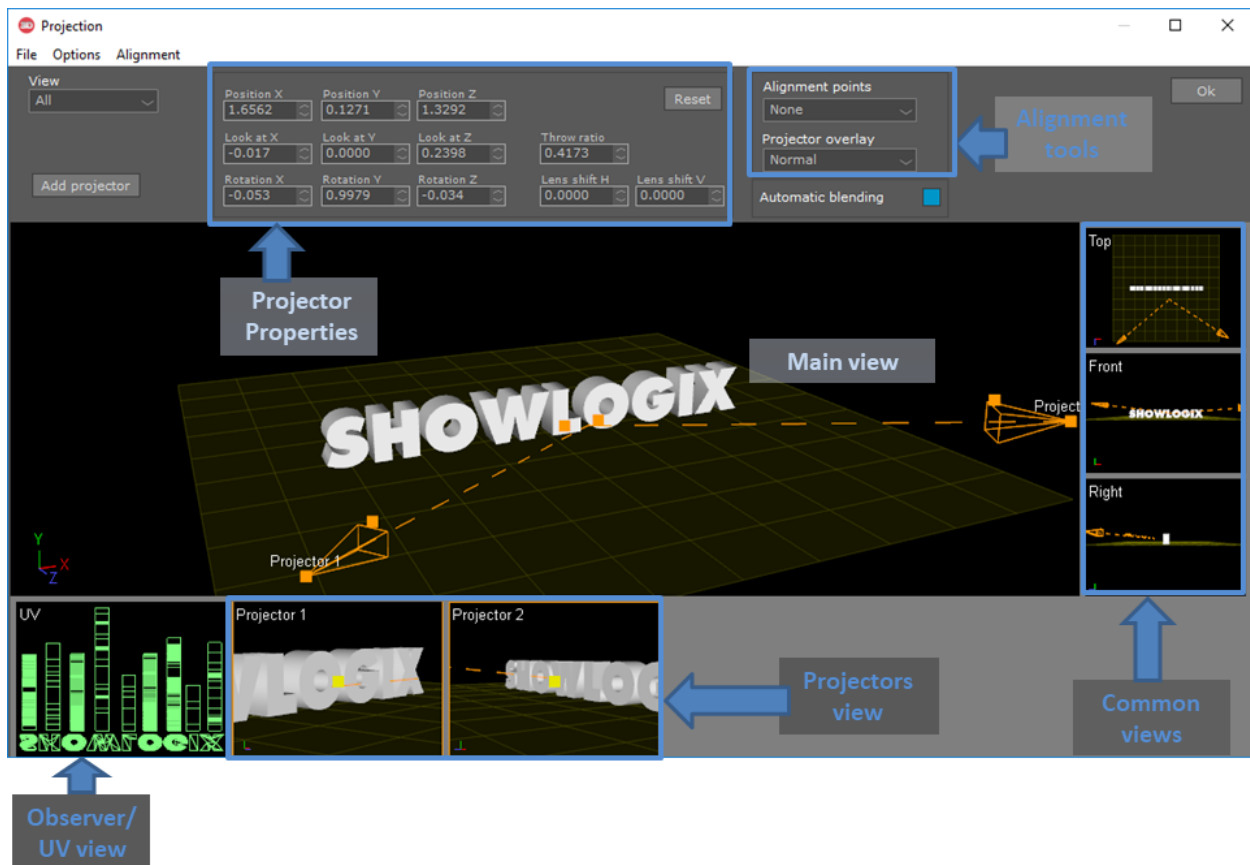 Projection
File Options Alignment
View
All
Add projector
Position X Position Y Position Z
1.6562 0.1271 1.3292
Reset
Look at X Look at Y Look at Z Throw ratio
-0.017 0.0000 0.2398 0.4173
Rotation X Rotation Y Rotation Z Lens shift H Lens shift V
-0.053 0.9979 -0.034 0.0000 0.0000
Alignment points
None
Projector overlay
Normal
Automatic blending
Ok
Alignment
tools
Projector
Properties
Main view
SHOWLOGIX
Project
Projector 1
Y
X
Z
Top
Front
SHOWLOGIX
Right
UV
SHOWLOGIX
Projector 1
WLOGIX
Projector 2
SHOWLOG
Projectors
view
Common
views
Observer/
UV view